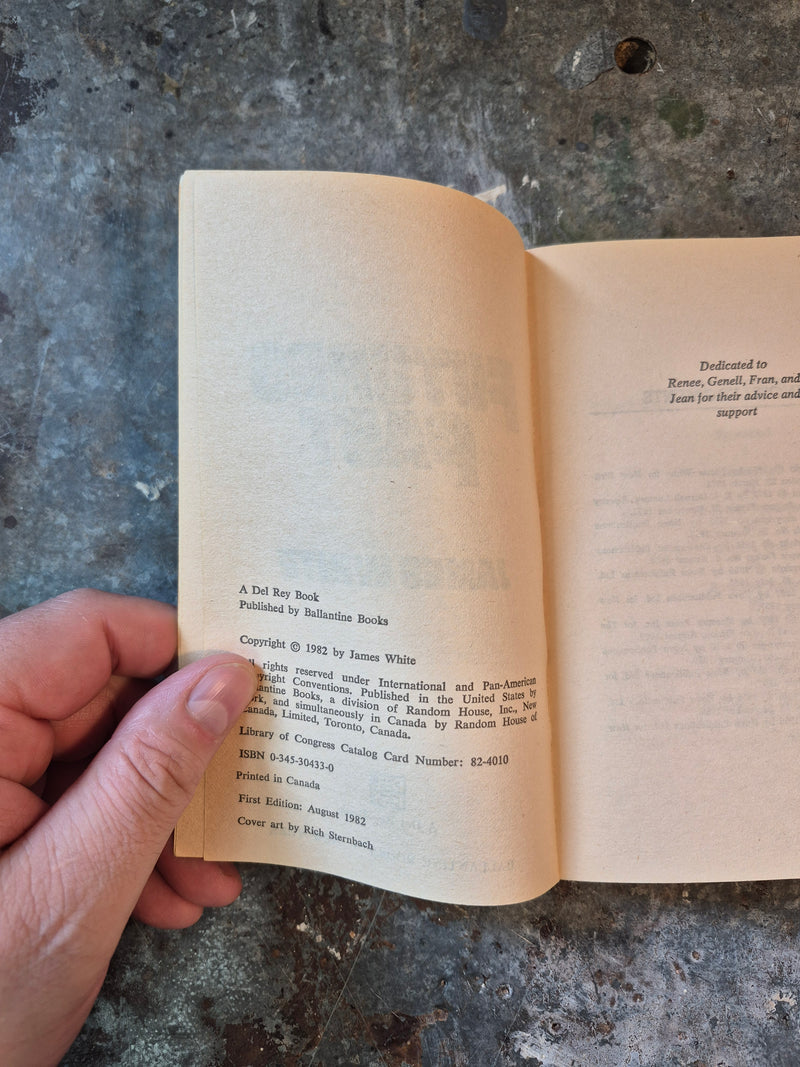 A Del Rey Book
Published by Ballantine Books
Copyright © 1982 by James White
rights reserved under International and Pan-American
Copyright Conventions. Published in the United States by
Ballantine Books, a division of Random House, Inc., New
York, and simultaneously in Canada by Random House of
Canada, Limited, Toronto, Canada.
Library of Congress Catalog Card Number: 82-4010
ISBN 0-345-30433-0
Printed in Canada
First Edition: August 1982
Cover art by Rich Sternbach
Dedicated to
Renee, Genell, Fran, and
Jean for their advice and
support